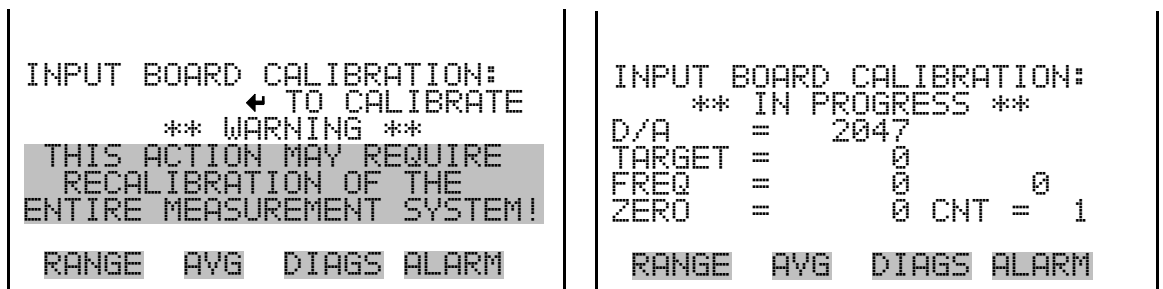 INPUT BOARD CALIBRATION:
↵ TO CALIBRATE
** WARNING **
THIS ACTION MAY REQUIRE
RECALIBRATION OF THE
ENTIRE MEASUREMENT SYSTEM!
RANGE AVG DIAGS ALARM
INPUT BOARD CALIBRATION:
** IN PROGRESS **
D/A = 2047
TARGET = 0
FREQ = 0 0
ZERO = 0 CNT = 1
RANGE AVG DIAGS ALARM